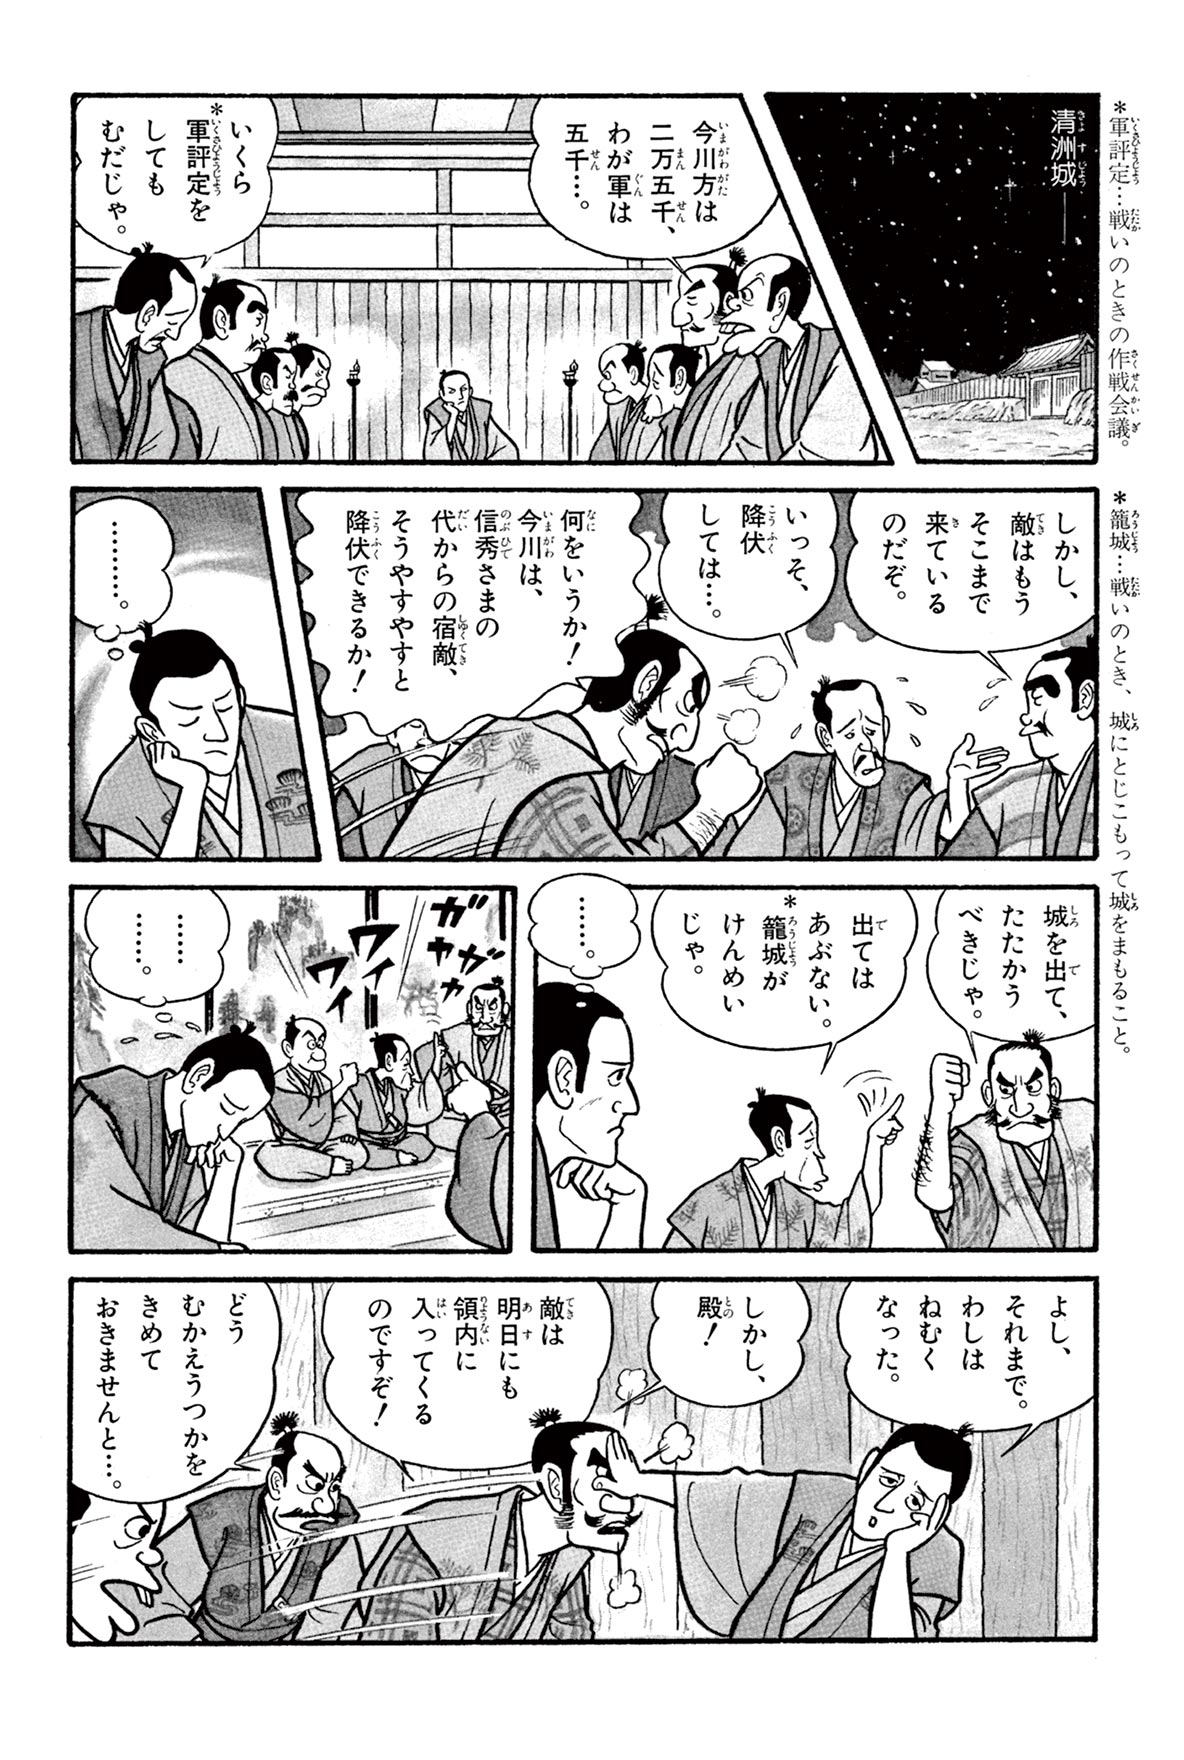 *軍評定…戦いのときの作戦会議。
*籠城…戦いのとき、城にとじこもって城をまもること。
清洲城――
今川方は
二万五千、
わが軍は
五千…。
いくら
*軍評定を
しても
むだじゃ。
しかし、
敵はもう
そこまで
来ている
のだぞ。
いっそ、
降伏
しては…。
何をいうか!
今川は、
信秀さまの
代からの宿敵、
そうやすやすと
降伏できるか!
………。
城を出て、
たたかう
べきじゃ。
出ては
あぶない。
*籠城が
けんめい
じゃ。
……。
ガヤ
ガヤ
ワイ
ワイ
……。
……。
よし、
それまで。
わしは
ねむく
なった。
しかし、
殿!
敵は
明日にも
領内に
入ってくる
のですぞ!
どう
むかえうつかを
きめて
おきませんと…。